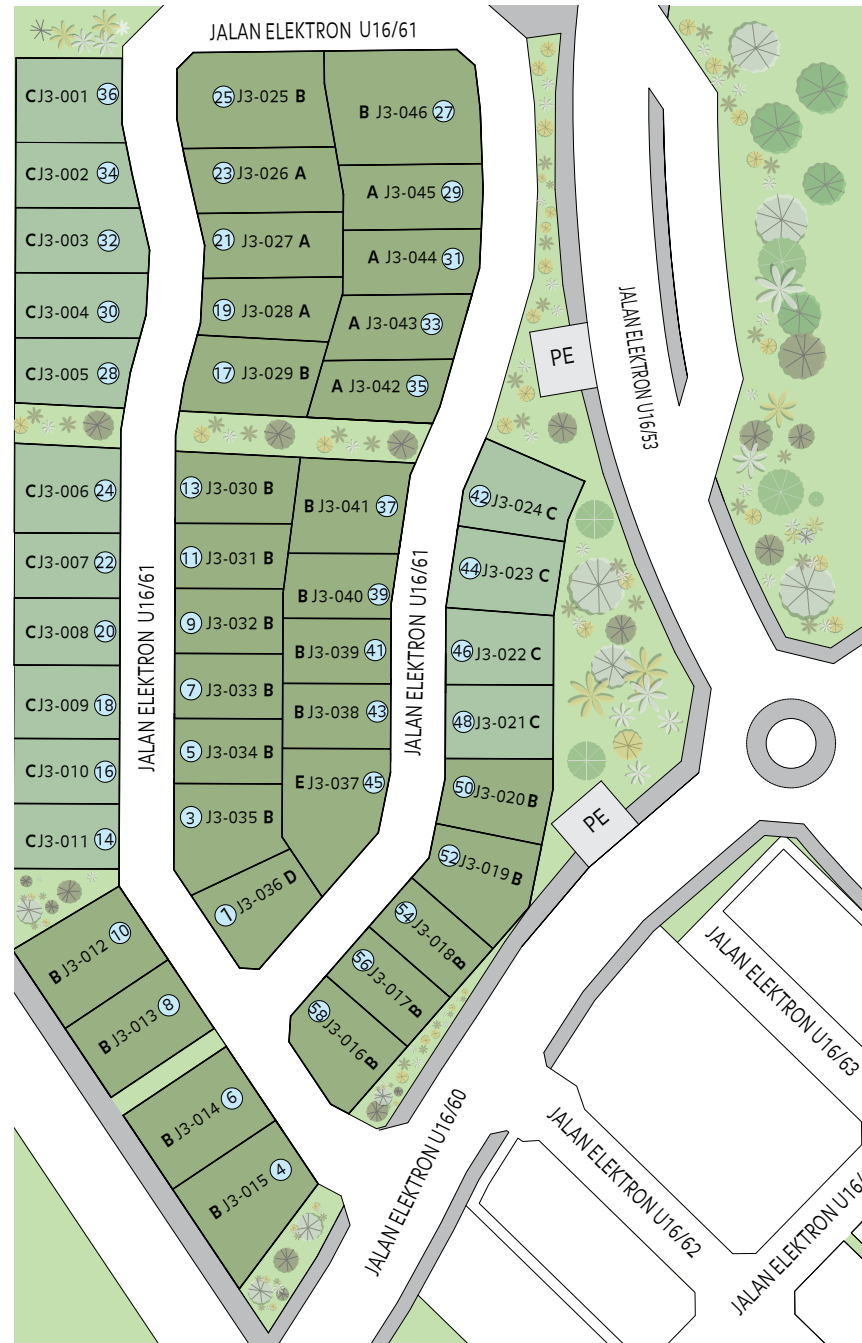 JALAN ELEKTRON U16/61
C J3-001 36
C J3-002 34
C J3-003 32
C J3-004 30
C J3-005 28
25 J3-025 B
23 J3-026 A
21 J3-027 A
19 J3-028 A
17 J3-029 B
B J3-046 27
A J3-045 29
A J3-044 31
A J3-043 33
A J3-042 35
JALAN ELEKTRON U16/53
PE
C J3-006 24
C J3-007 22
C J3-008 20
C J3-009 18
C J3-010 16
C J3-011 14
JALAN ELEKTRON U16/61
13 J3-030 B
11 J3-031 B
9 J3-032 B
7 J3-033 B
5 J3-034 B
3 J3-035 B
1 J3-036 D
B J3-041 37
B J3-040 39
B J3-039 41
B J3-038 43
E J3-037 45
JALAN ELEKTRON U16/61
42 J3-024 C
44 J3-023 C
46 J3-022 C
48 J3-021 C
50 J3-020 B
52 J3-019 B
54 J3-018 B
56 J3-017 B
58 J3-016 B
PE
B J3-012 10
B J3-013 8
B J3-014 6
B J3-015 4
JALAN ELEKTRON U16/60
JALAN ELEKTRON U16/63
JALAN ELEKTRON U16/62
JALAN ELEKTRON U16/